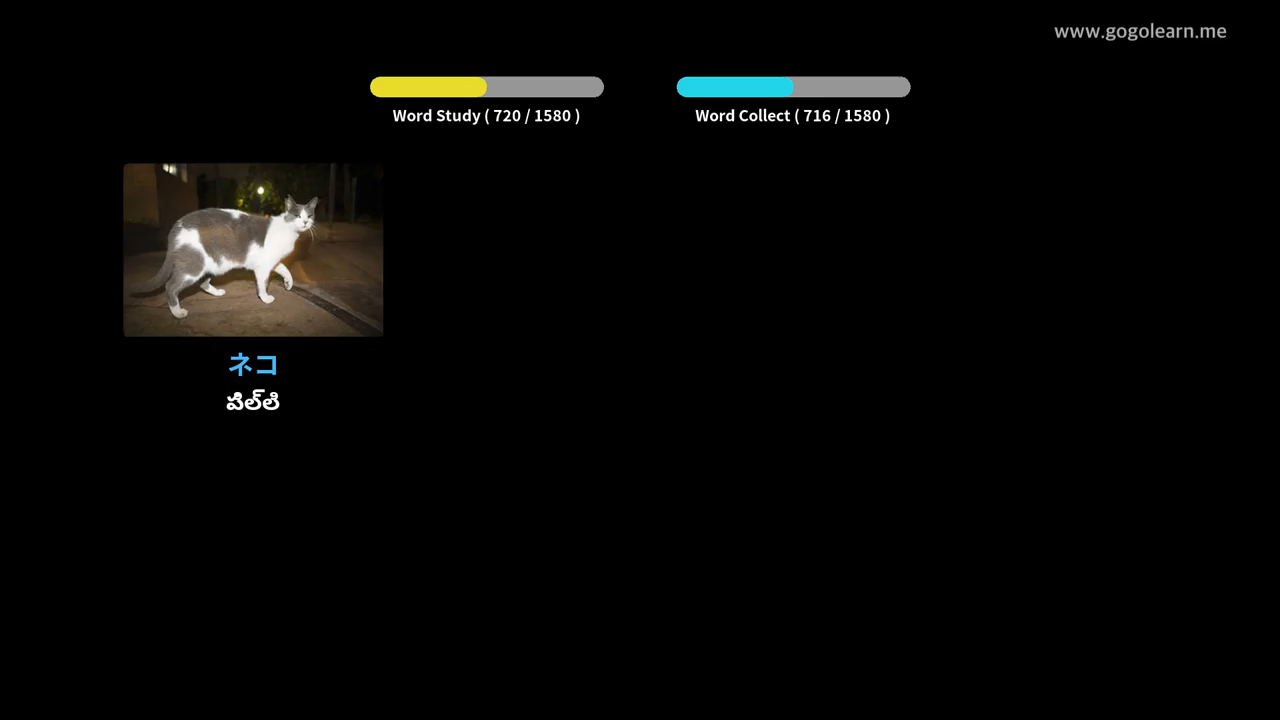 www.gogolearn.me
Word Study ( 720 / 1580 )
Word Collect ( 716 / 1580 )
ネコ
పిల్లి